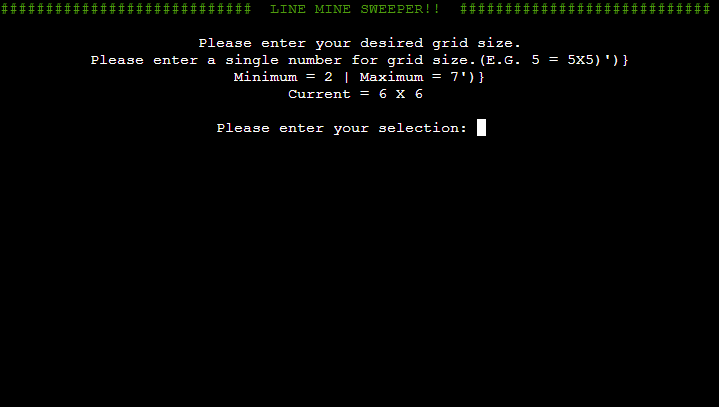 ############################  LINE MINE SWEEPER!!  ############################
Please enter your desired grid size.
Please enter a single number for grid size.(E.G. 5 = 5X5)')}
Minimum = 2 | Maximum = 7')}
Current = 6 X 6
Please enter your selection: